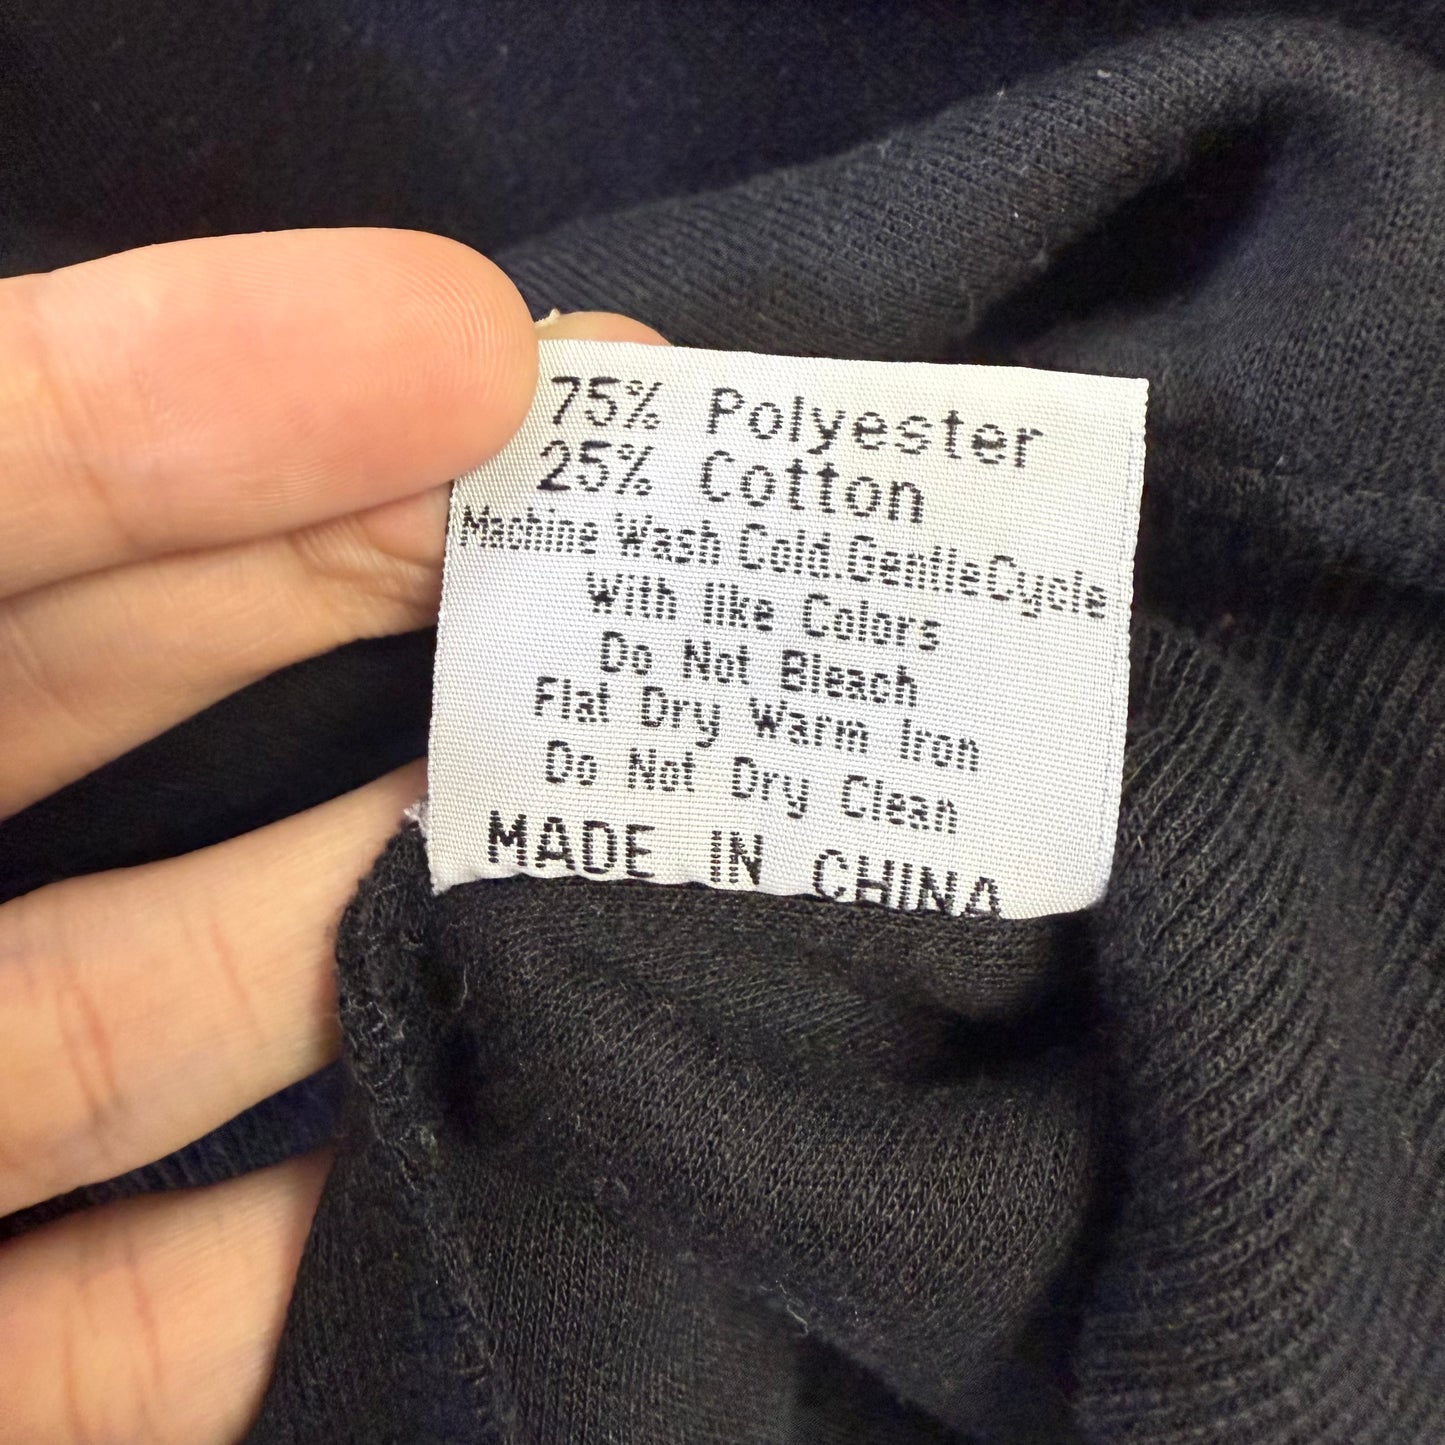 75% Polyester
25% Cotton
Machine Wash Cold.GentleCycle
With like Colors
Do Not Bleach
Flat Dry Warm Iron
Do Not Dry Clean
MADE IN CHINA